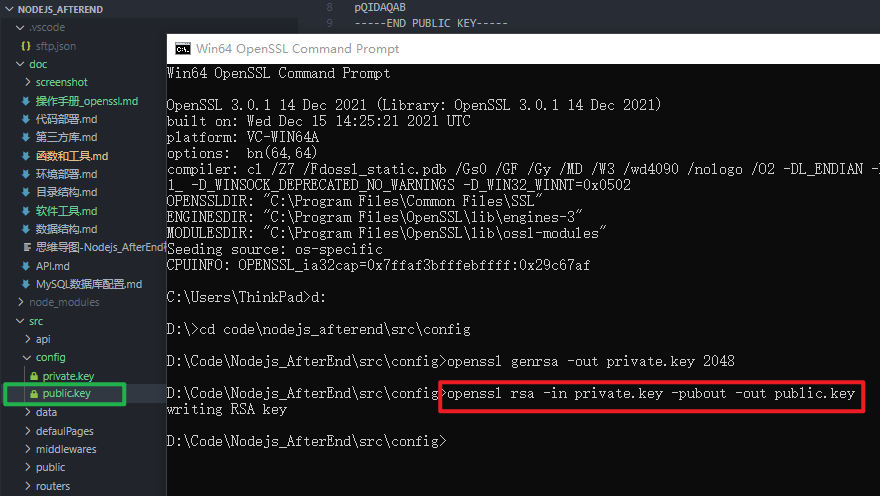 NODEJS_AFTEREND
.vscode
sftp.json
doc
screenshot
操作手册_openssl.md
代码部署.md
第三方库.md
函数和工具.md
环境部署.md
目录结构.md
软件工具.md
数据结构.md
思维导图-Nodejs_AfterEnd
API.md
MySQL数据库配置.md
node_modules
src
api
config
private.key
public.key
data
defaulPages
middlewares
public
routers
8 pQIDAQAB
9 -----END PUBLIC KEY-----
Win64 OpenSSL Command Prompt
Win64 OpenSSL Command Prompt
OpenSSL 3.0.1 14 Dec 2021 (Library: OpenSSL 3.0.1 14 Dec 2021)
built on: Wed Dec 15 14:25:21 2021 UTC
platform: VC-WIN64A
options:  bn(64,64)
compiler: cl /Z7 /Fdossl_static.pdb /Gs0 /GF /Gy /MD /W3 /wd4090 /nologo /O2 -DL_ENDIAN -
l_ -D_WINSOCK_DEPRECATED_NO_WARNINGS -D_WIN32_WINNT=0x0502
OPENSSLDIR: "C:\Program Files\Common Files\SSL"
ENGINESDIR: "C:\Program Files\OpenSSL\lib\engines-3"
MODULESDIR: "C:\Program Files\OpenSSL\lib\ossl-modules"
Seeding source: os-specific
CPUINFO: OPENSSL_ia32cap=0x7ffaf3bfffebffff:0x29c67af
C:\Users\ThinkPad>d:
D:\>cd code\nodejs_afterend\src\config
D:\Code\Nodejs_AfterEnd\src\config>openssl genrsa -out private.key 2048
D:\Code\Nodejs_AfterEnd\src\config>openssl rsa -in private.key -pubout -out public.key
writing RSA key
D:\Code\Nodejs_AfterEnd\src\config>